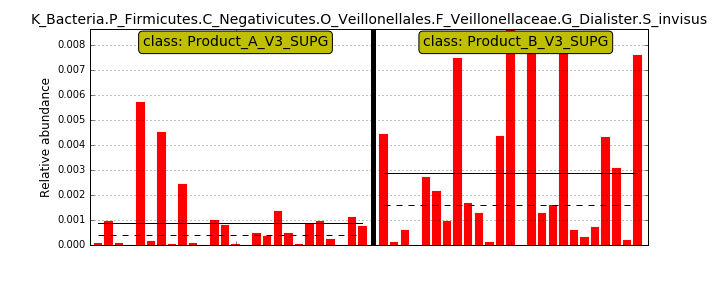 K_Bacteria.P_Firmicutes.C_Negativicutes.O_Veillonellales.F_Veillonellaceae.G_Dialister.S_invisus
class: Product_A_V3_SUPG
class: Product_B_V3_SUPG
Relative abundance
0.008
0.007
0.006
0.005
0.004
0.003
0.002
0.001
0.000